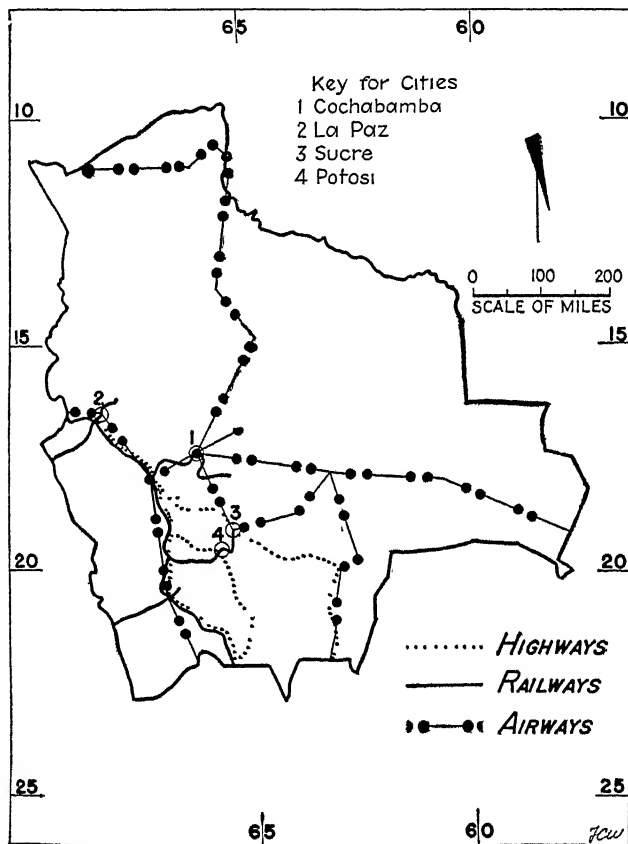 65 60
Key for Cities
1 Cochabamba
2 La Paz
3 Sucre
4 Potosi
10 10
0 100 200
SCALE OF MILES
15 15
2
1
3
4
20 20
HIGHWAYS
RAILWAYS
AIRWAYS
25 25
65 60
JCW